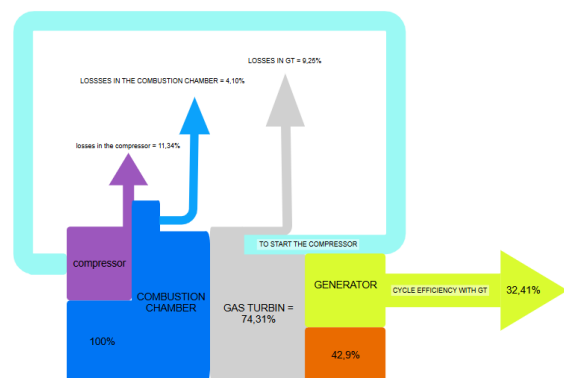 LOSSES IN GT = 9,25%
LOSSSES IN THE COMBUSTION CHAMBER = 4,10%
losses in the compressor = 11,34%
TO START THE COMPRESSOR
compressor
GENERATOR
CYCLE EFFICIENCY WITH GT
32,41%
COMBUSTION
CHAMBER
GAS TURBIN =
74,31%
100%
42,9%